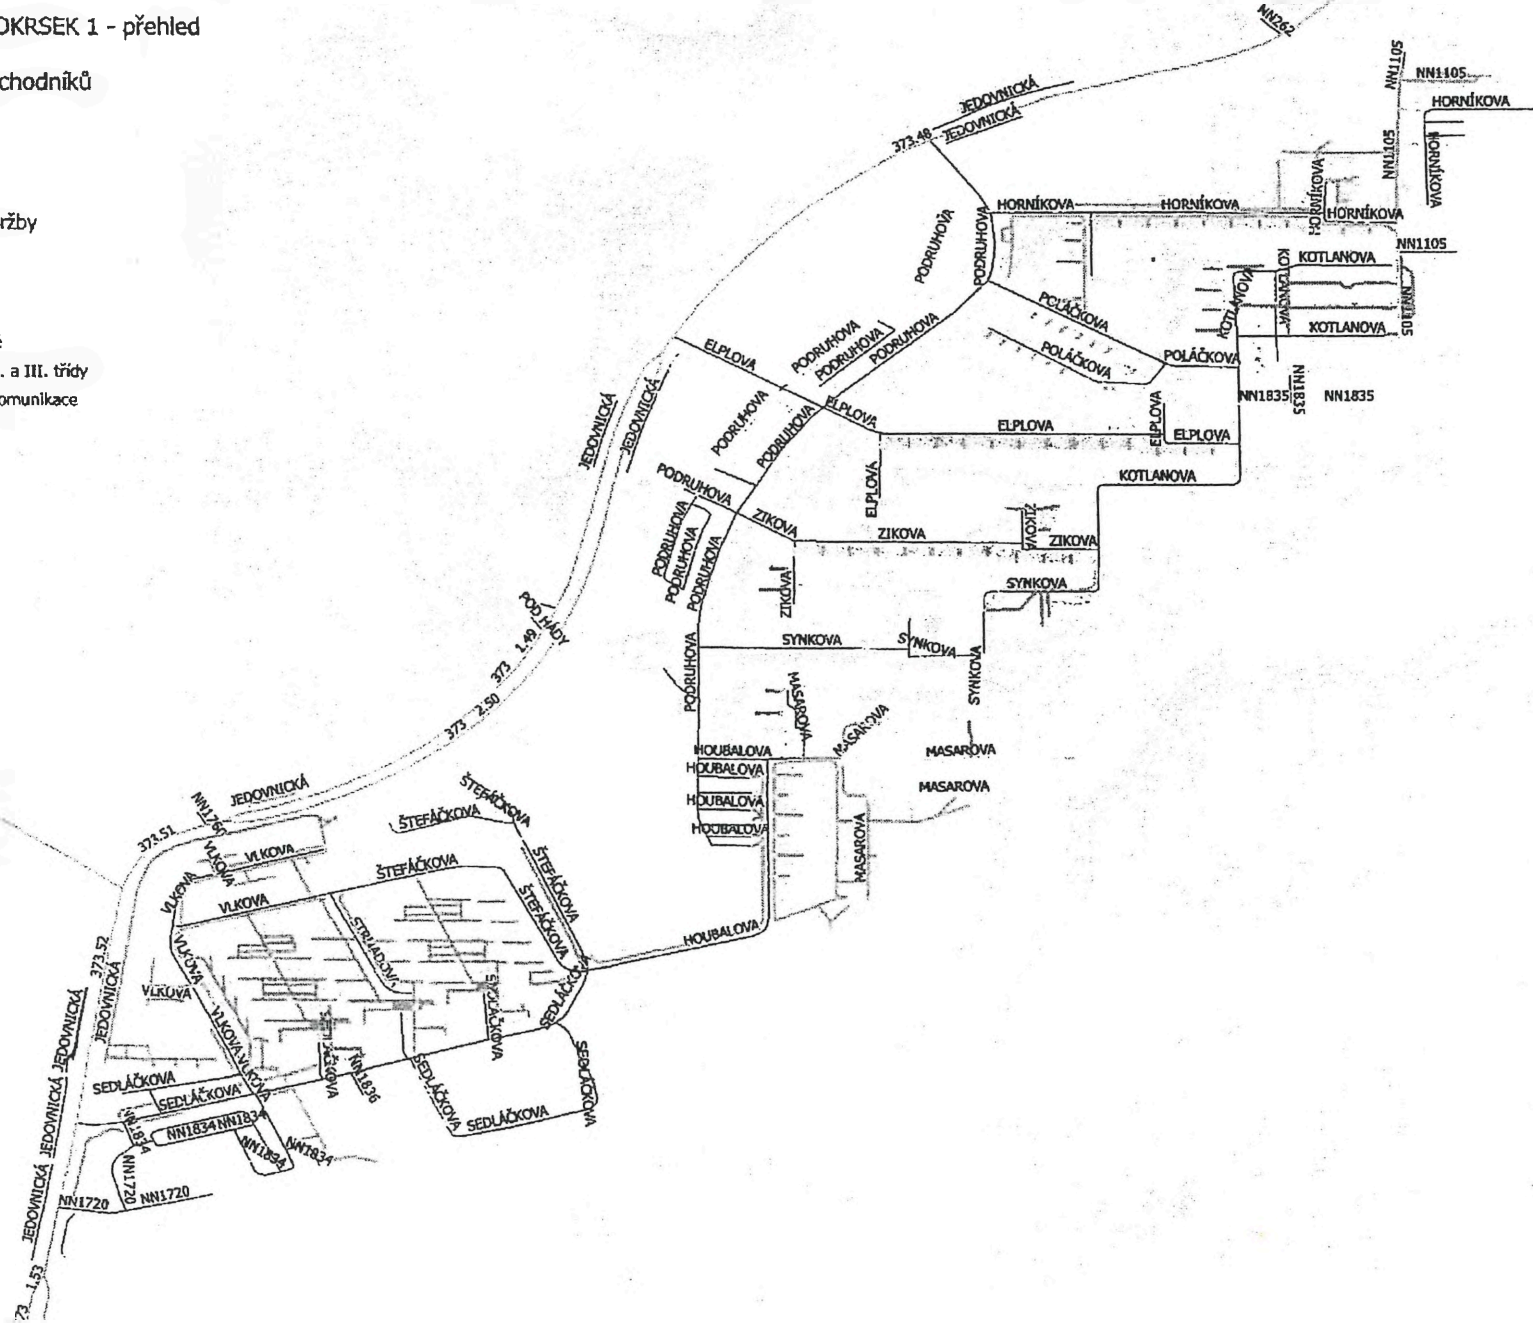 OKRSEK 1 - přehled
chodníků
ržby
. a III. třídy
omunikace
NN262
NN1105
NN1105
HORNÍKOVA
JEDOVNICKÁ
JEDOVNICKÁ
373.48
NN1105
HORNÍKOVA
HORNÍKOVA
HORNÍKOVA
HORNÍKOVA
HORNÍKOVA
PODRUHOVA
PODRUHOVA
NN1105
KOTLANOVA
KOTLANOVA
KOTLANOVA
NN1105
KOTLANOVA
POLÁČKOVA
POLÁČKOVA
POLÁČKOVA
PODRUHOVA
PODRUHOVA
PODRUHOVA
ELPLOVA
NN1835
NN1835
NN1835
JEDOVNICKÁ
JEDOVNICKÁ
PODRUHOVA
PODRUHOVA
ELPLOVA
ELPLOVA
ELPLOVA
ELPLOVA
ELPLOVA
KOTLANOVA
PODRUHOVA
PODRUHOVA
PODRUHOVA
PODRUHOVA
ZIKOVA
ZIKOVA
ZIKOVA
ZIKOVA
ZIKOVA
SYNKOVA
POD HÁDY
373 1.49
373 2.50
PODRUHOVA
SYNKOVA
SYNKOVA
SYNKOVA
MASAROVA
MASAROVA
MASAROVA
MASAROVA
MASAROVA
HOUBALOVA
HOUBALOVA
HOUBALOVA
HOUBALOVA
HOUBALOVA
JEDOVNICKÁ
NN1760
373.51
ŠTEFÁČKOVA
ŠTEFÁČKOVA
ŠTEFÁČKOVA
ŠTEFÁČKOVA
ŠTEFÁČKOVA
VLKOVA
VLKOVA
VLKOVA
VLKOVA
VLKOVA
VLKOVA
VLKOVA
VLKOVA
373.52
JEDOVNICKÁ
JEDOVNICKÁ
JEDOVNICKÁ
JEDOVNICKÁ
JEDOVNICKÁ
SEDLÁČKOVA
SEDLÁČKOVA
SEDLÁČKOVA
SEDLÁČKOVA
SEDLÁČKOVA
SEDLÁČKOVA
NN1836
NN1834
NN1834
NN1834
NN1834
NN1834
NN1720
NN1720
NN1720
1.53